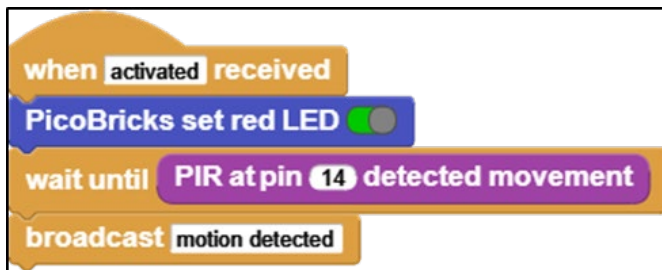 when activated received
PicoBricks set red LED
wait until PIR at pin 14 detected movement
broadcast motion detected